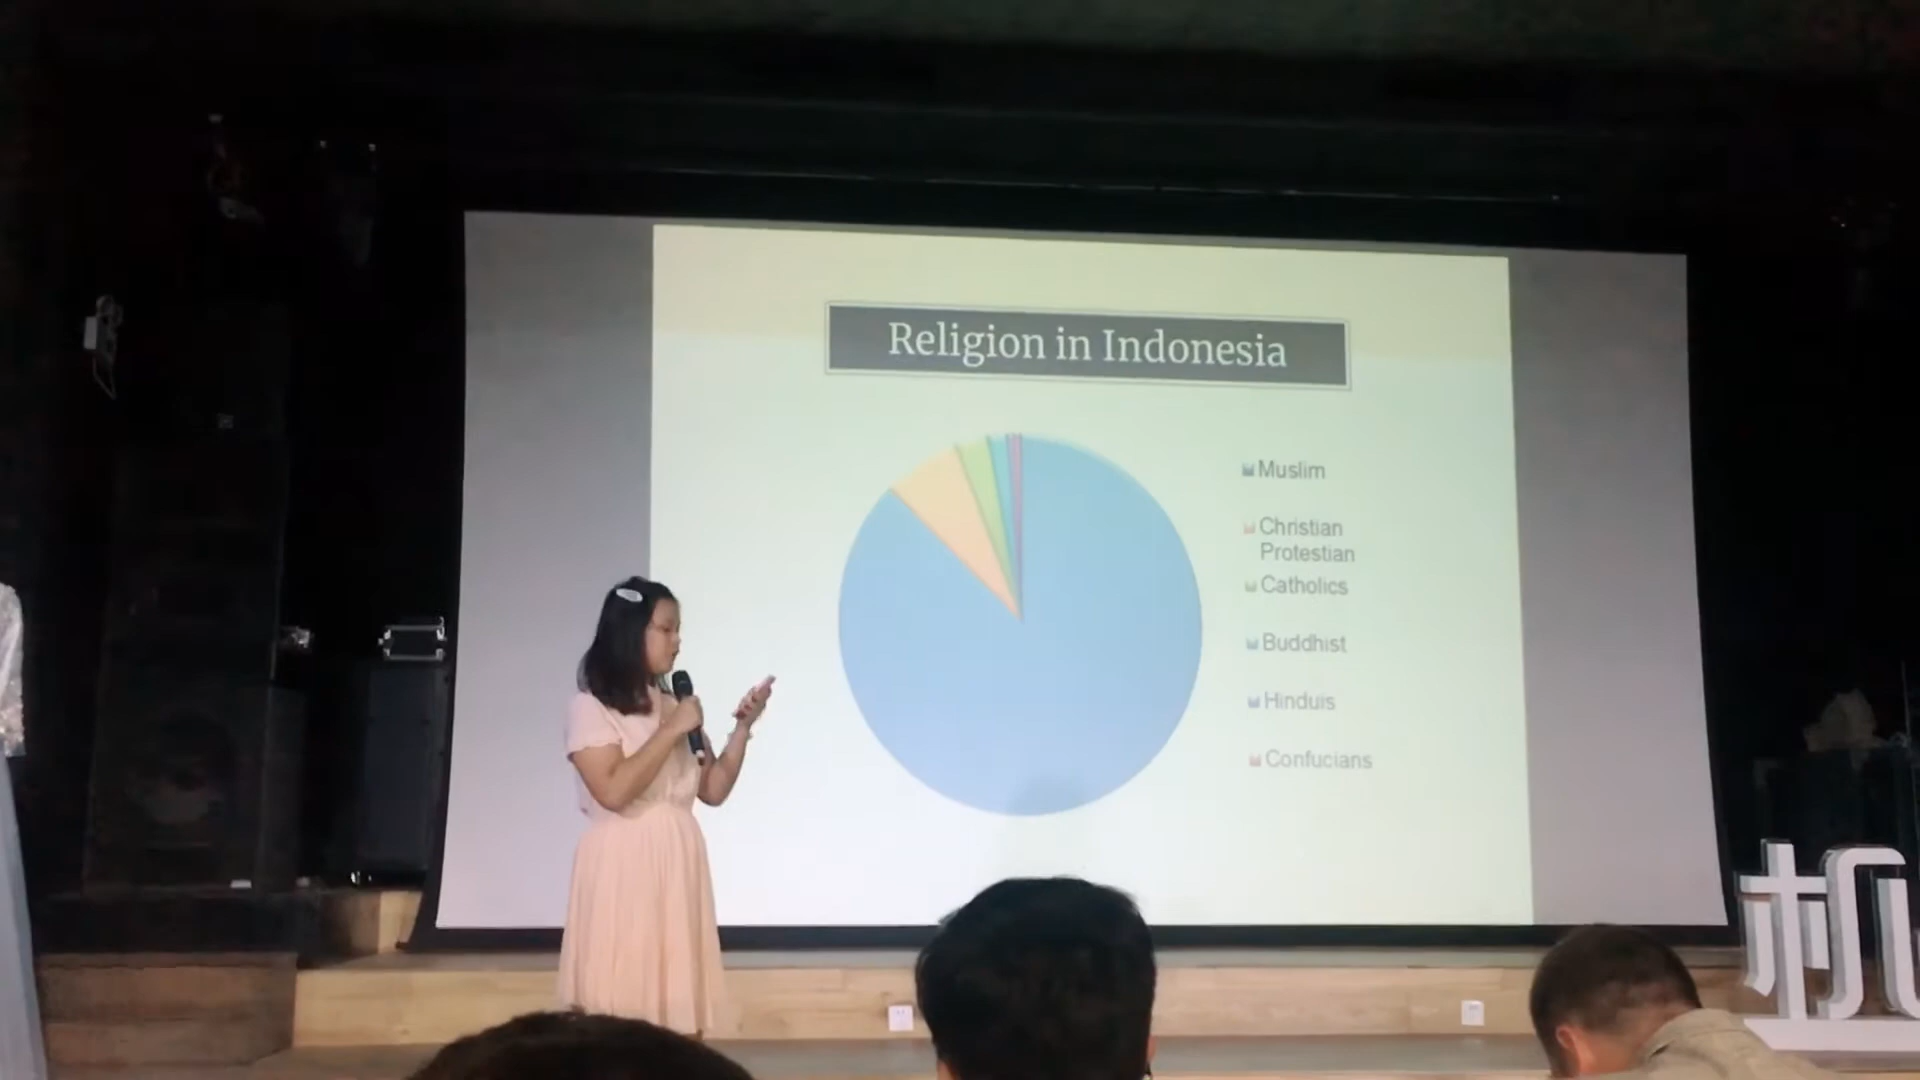 Religion in Indonesia
Muslim
Christian
Protestian
Catholics
Buddhist
Hinduis
Confucians